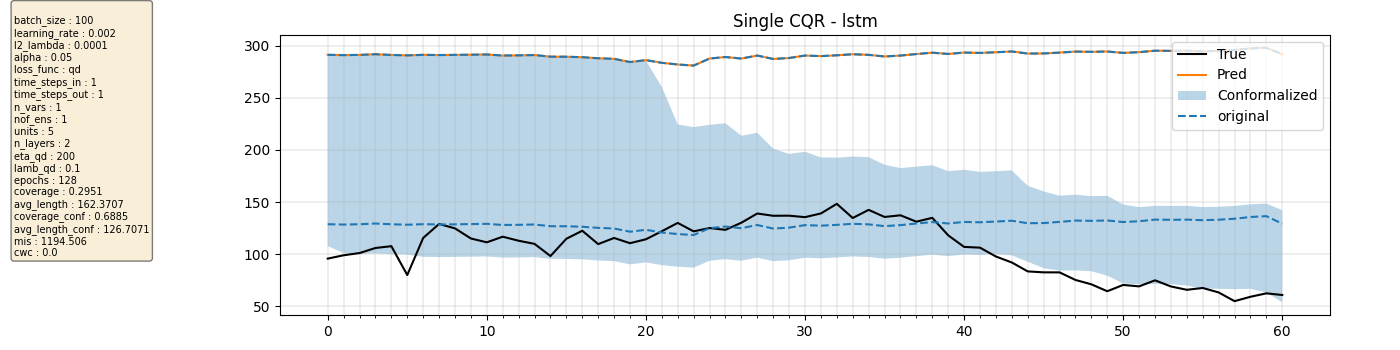 batch_size : 100
learning_rate : 0.002
l2_lambda : 0.0001
alpha : 0.05
loss_func : qd
time_steps_in : 1
time_steps_out : 1
n_vars : 1
nof_ens : 1
units : 5
n_layers : 2
eta_qd : 200
lamb_qd : 0.1
epochs : 128
coverage : 0.2951
avg_length : 162.3707
coverage_conf : 0.6885
avg_length_conf : 126.7071
mis : 1194.506
cwc : 0.0
Single CQR - lstm
300
250
200
150
100
50
True
Pred
Conformalized
original
0 10 20 30 40 50 60